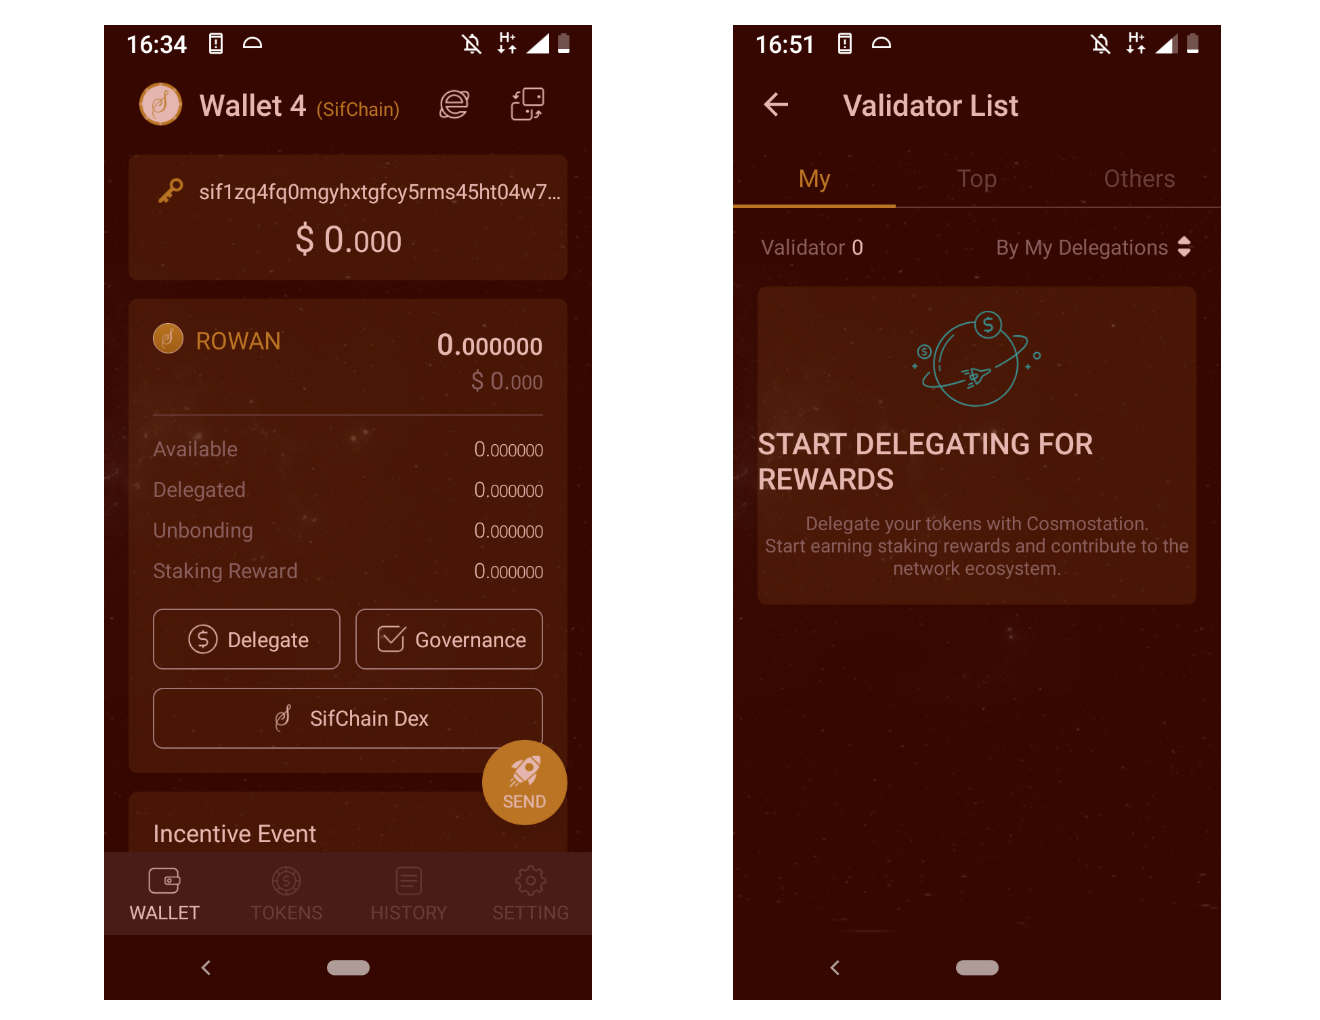 16:34
H+
Wallet 4 (SifChain)
sif1zq4fq0mgyhxtgfcy5rms45ht04w7...
$ 0.000
ROWAN 0.000000
$ 0.000
Available 0.000000
Delegated 0.000000
Unbonding 0.000000
Staking Reward 0.000000
Delegate Governance
SifChain Dex
SEND
Incentive Event
WALLET TOKENS HISTORY SETTING
16:51
H+
Validator List
My Top Others
Validator 0 By My Delegations
START DELEGATING FOR
REWARDS
Delegate your tokens with Cosmostation.
Start earning staking rewards and contribute to the
network ecosystem.